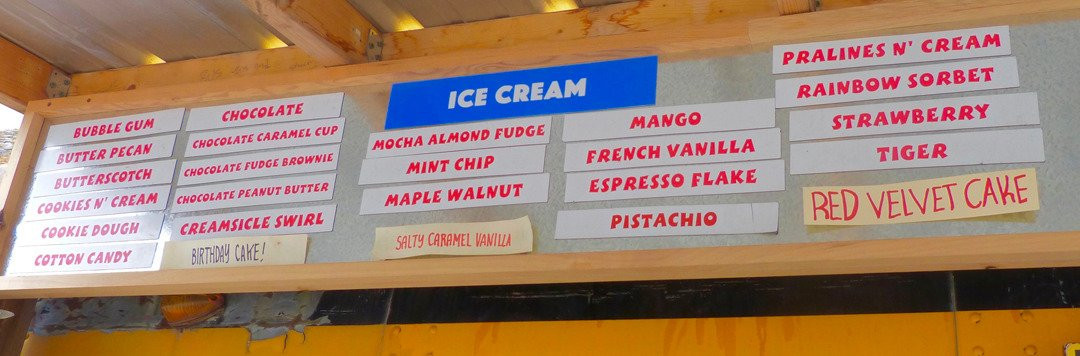 ICE CREAM
BUBBLE GUM
BUTTER PECAN
BUTTERSCOTCH
COOKIES N' CREAM
COOKIE DOUGH
COTTON CANDY
CHOCOLATE
CHOCOLATE CARAMEL CUP
CHOCOLATE FUDGE BROWNIE
CHOCOLATE PEANUT BUTTER
CREAMSICLE SWIRL
BIRTHDAY CAKE!
MOCHA ALMOND FUDGE
MINT CHIP
MAPLE WALNUT
SALTY CARAMEL VANILLA
MANGO
FRENCH VANILLA
ESPRESSO FLAKE
PISTACHIO
PRALINES N' CREAM
RAINBOW SORBET
STRAWBERRY
TIGER
RED VELVET CAKE